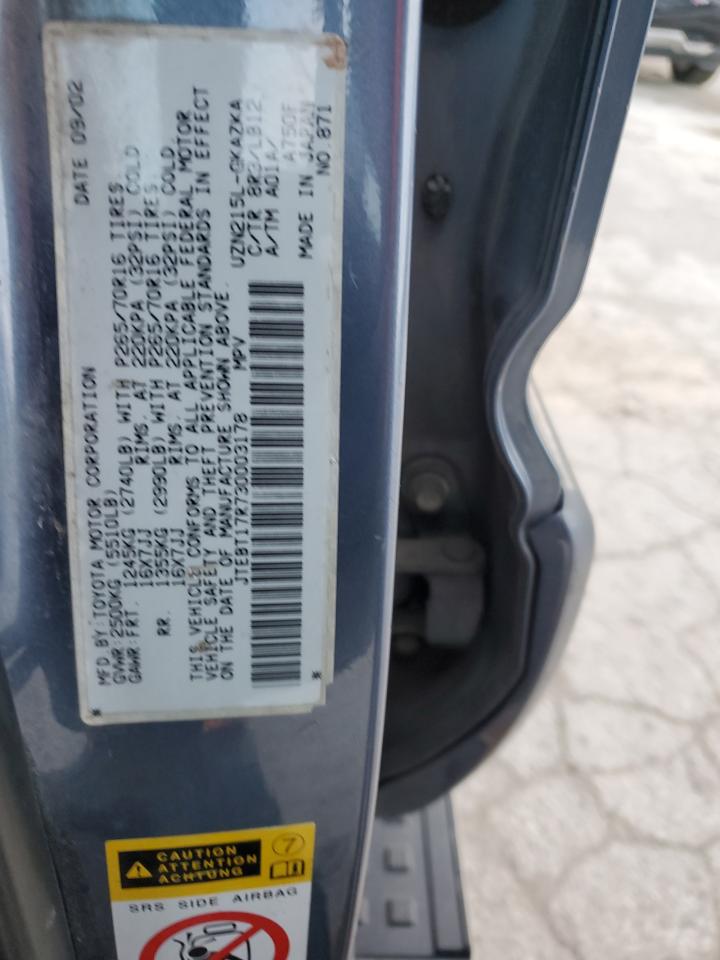 MFD.BY:TOYOTA MOTOR CORPORATION DATE 09/02
GVWR:2500KG (5510LB)
GAWR:FRT. 1245KG (2740LB) WITH P265/70R16 TIRES
16X7JJ RIMS. AT 220KPA (32PSI) COLD
RR. 1355KG (2990LB) WITH P265/70R16 TIRES
16X7JJ RIMS AT 220KPA (32PSI) COLD
THIS VEHICLE CONFORMS TO ALL APPLICABLE FEDERAL MOTOR
VEHICLE SAFETY AND THEFT PREVENTION STANDARDS IN EFFECT
ON THE DATE OF MANUFACTURE SHOWN ABOVE.
JTEBT17R730003178 MPV
UZN215L-GKAZKA
C/TR 8R3/LB12
A/TM A01A/
A750F
MADE IN JAPAN
NO.871
CAUTION
ATTENTION
ACHTUNG
7
SRS SIDE AIRBAG